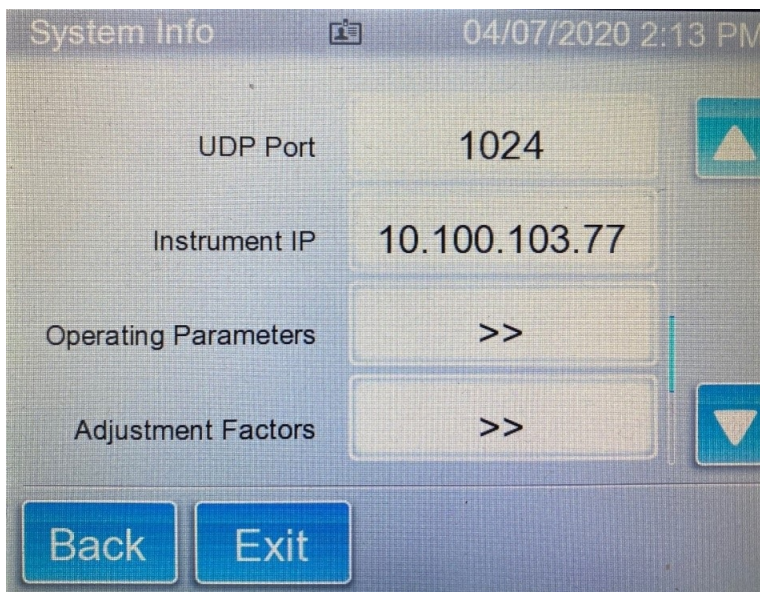 System Info 04/07/2020 2:13 PM
UDP Port 1024
Instrument IP 10.100.103.77
Operating Parameters >>
Adjustment Factors >>
Back Exit